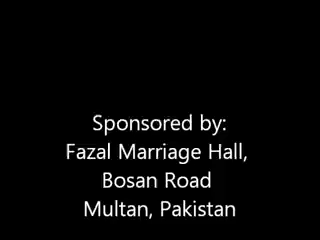 Sponsored by:
Fazal Marriage Hall,
Bosan Road
Multan, Pakistan